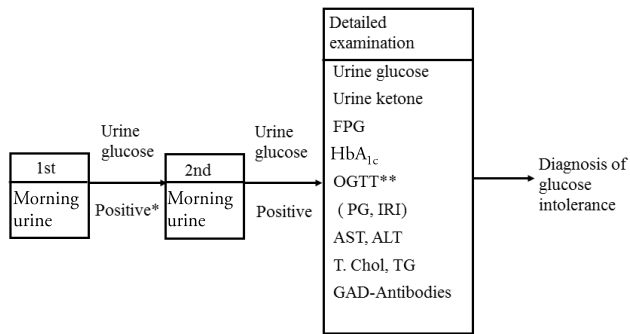 1st
Morning
urine
Urine
glucose
Positive*
2nd
Morning
urine
Urine
glucose
Positive
Detailed
examination
Urine glucose
Urine ketone
FPG
HbA1c
OGTT**
( PG, IRI)
AST, ALT
T. Chol, TG
GAD-Antibodies
Diagnosis of
glucose
intolerance